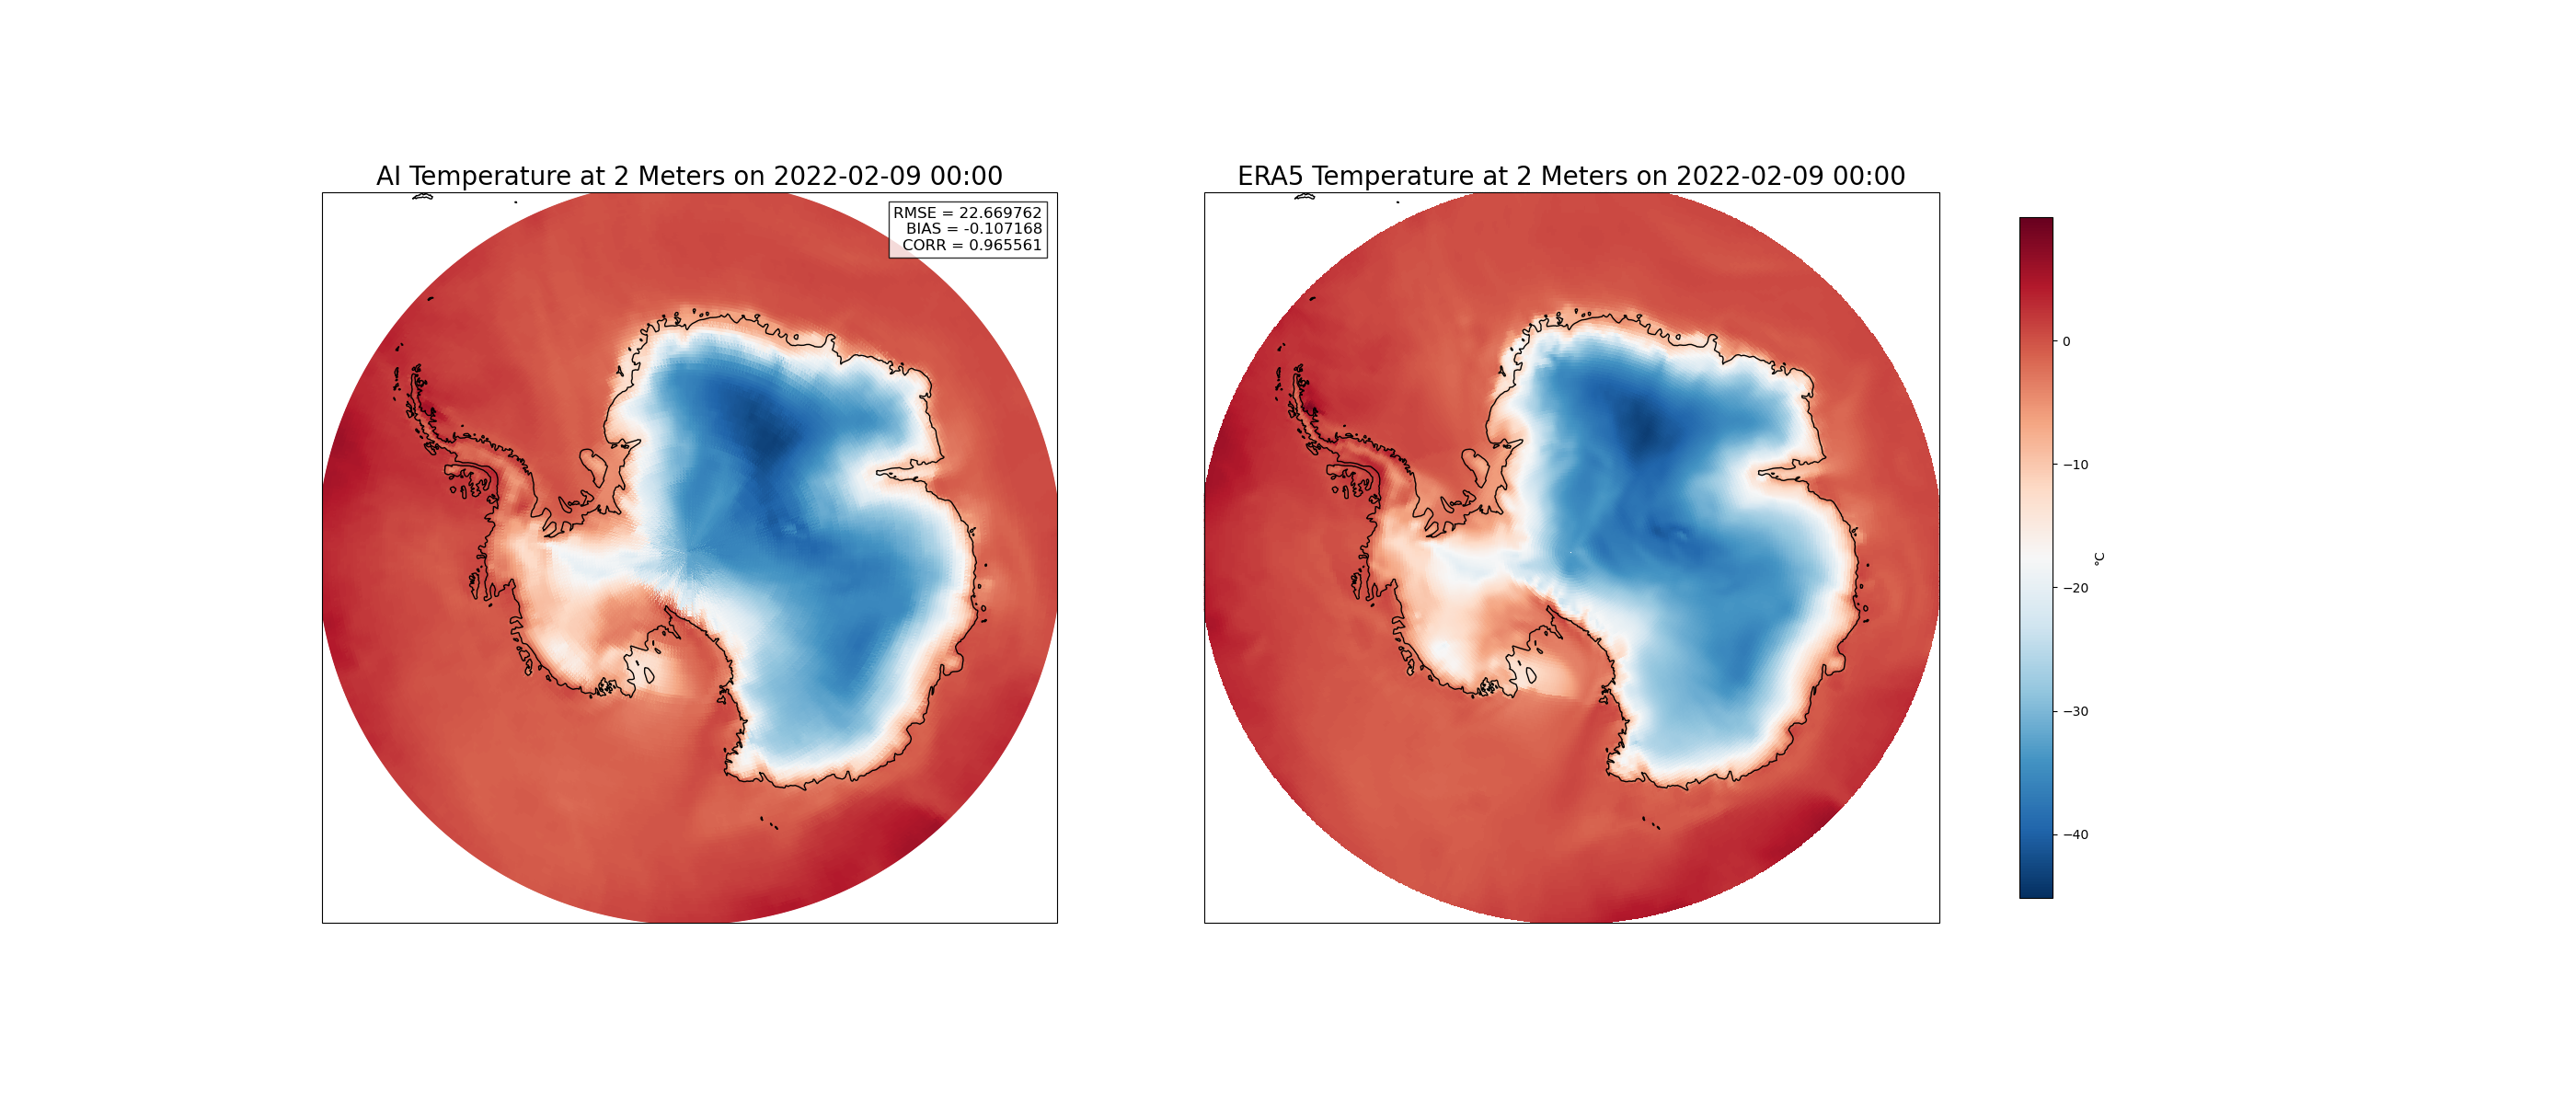 AI Temperature at 2 Meters on 2022-02-09 00:00
RMSE = 22.669762
BIAS = -0.107168
CORR = 0.965561
ERA5 Temperature at 2 Meters on 2022-02-09 00:00
0
−10
−20
−30
−40
°C